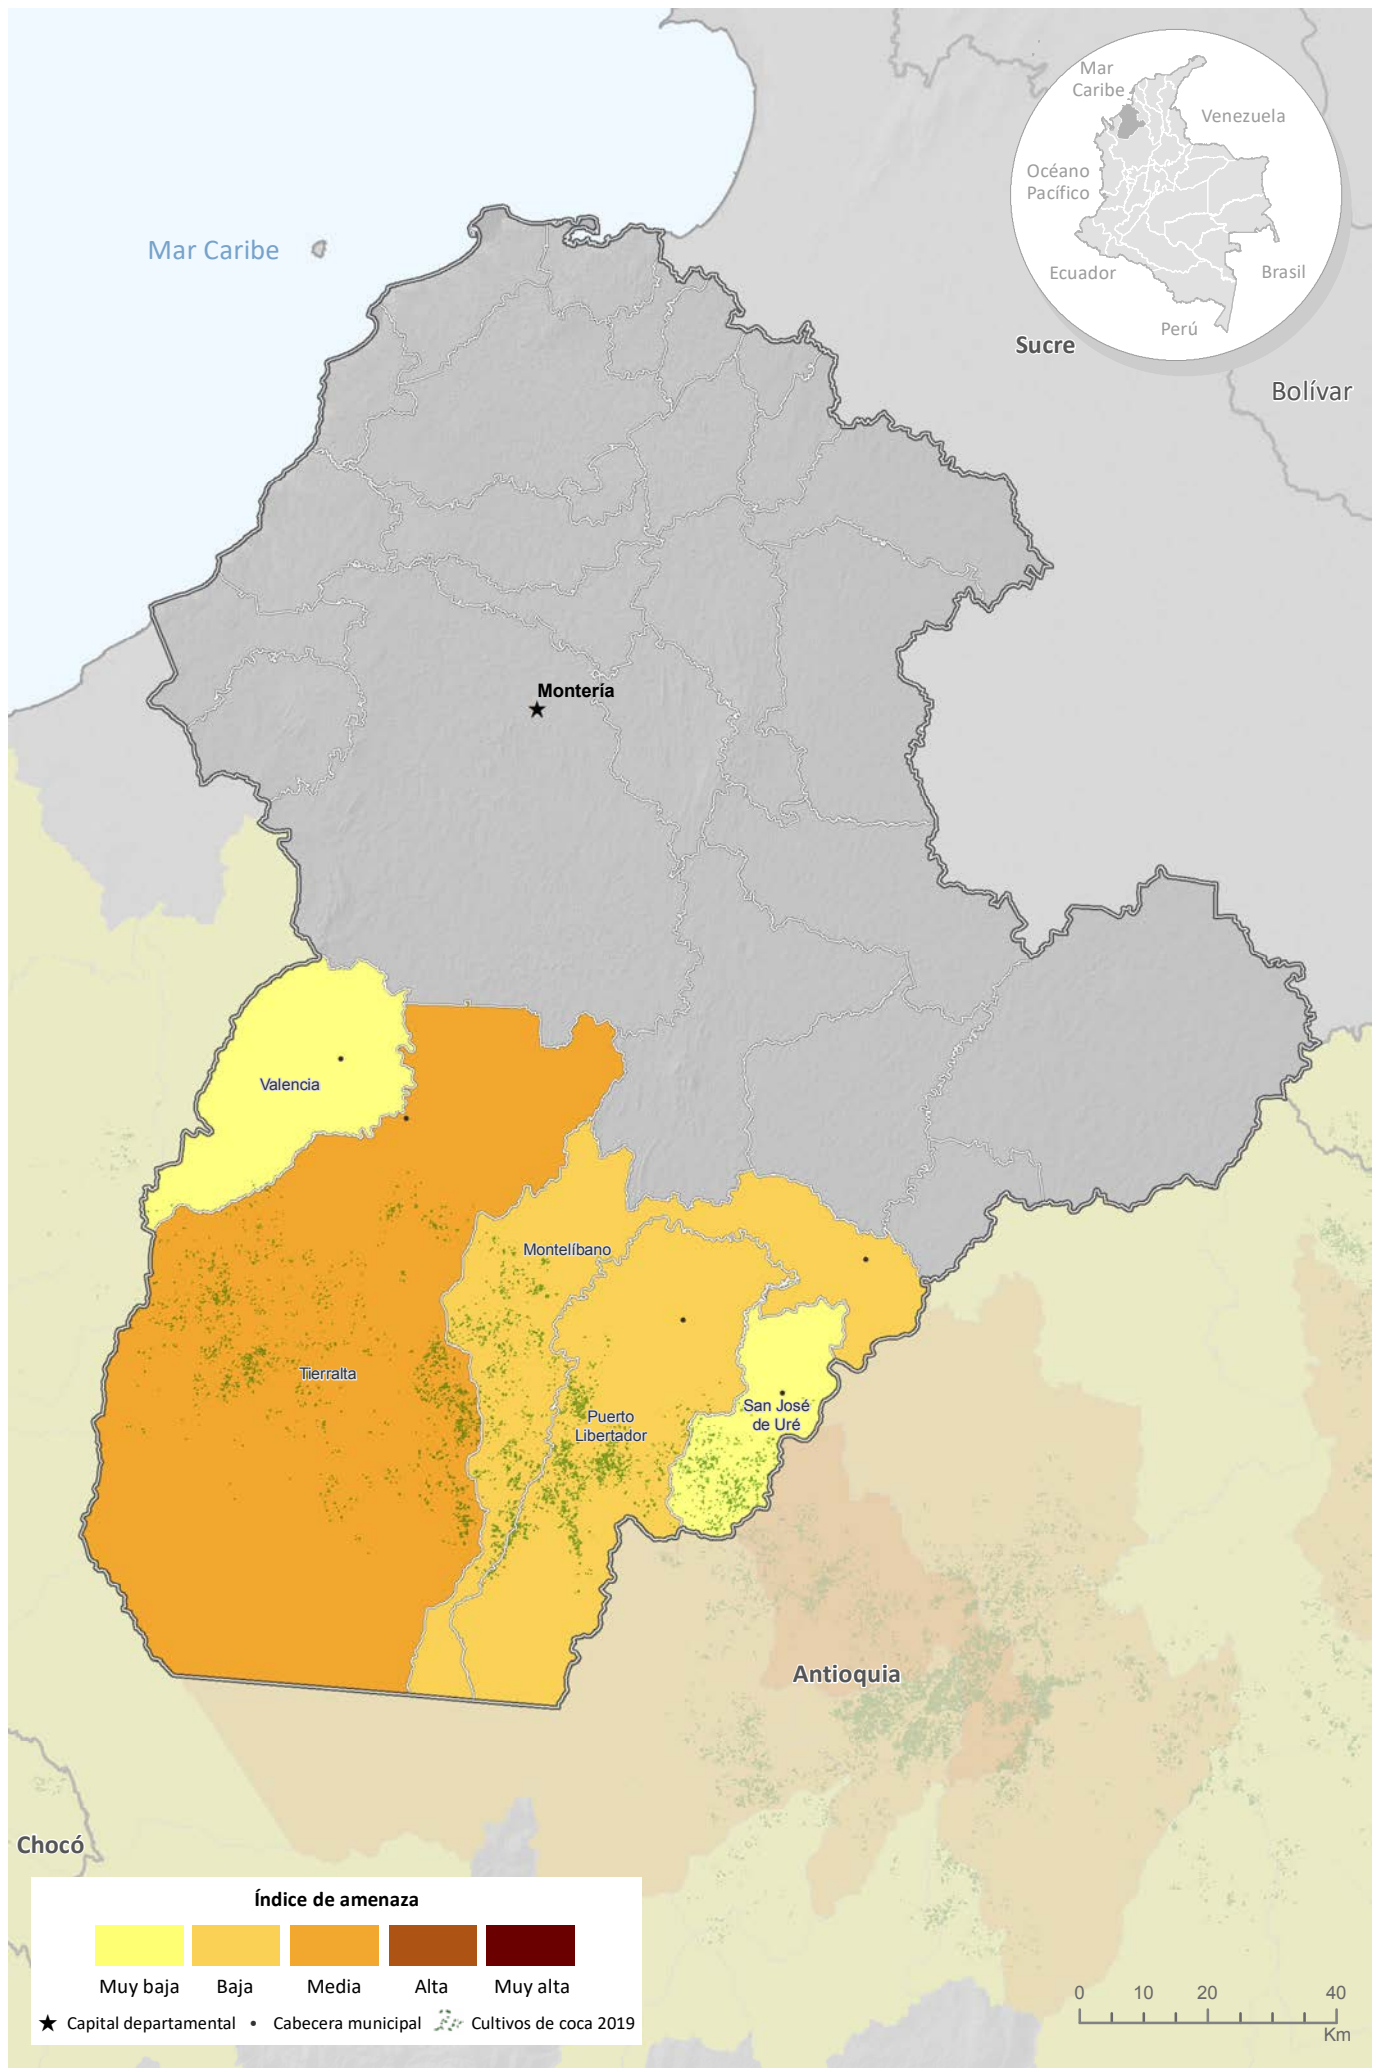 Mar
Caribe
Venezuela
Océano
Pacífico
Ecuador
Brasil
Perú
Mar Caribe
Sucre
Bolívar
Montería
Valencia
Montelíbano
Tierralta
Puerto
Libertador
San José
de Uré
Antioquia
Chocó
Índice de amenaza
Muy baja Baja Media Alta Muy alta
Capital departamental Cabecera municipal Cultivos de coca 2019
0 10 20 40
Km